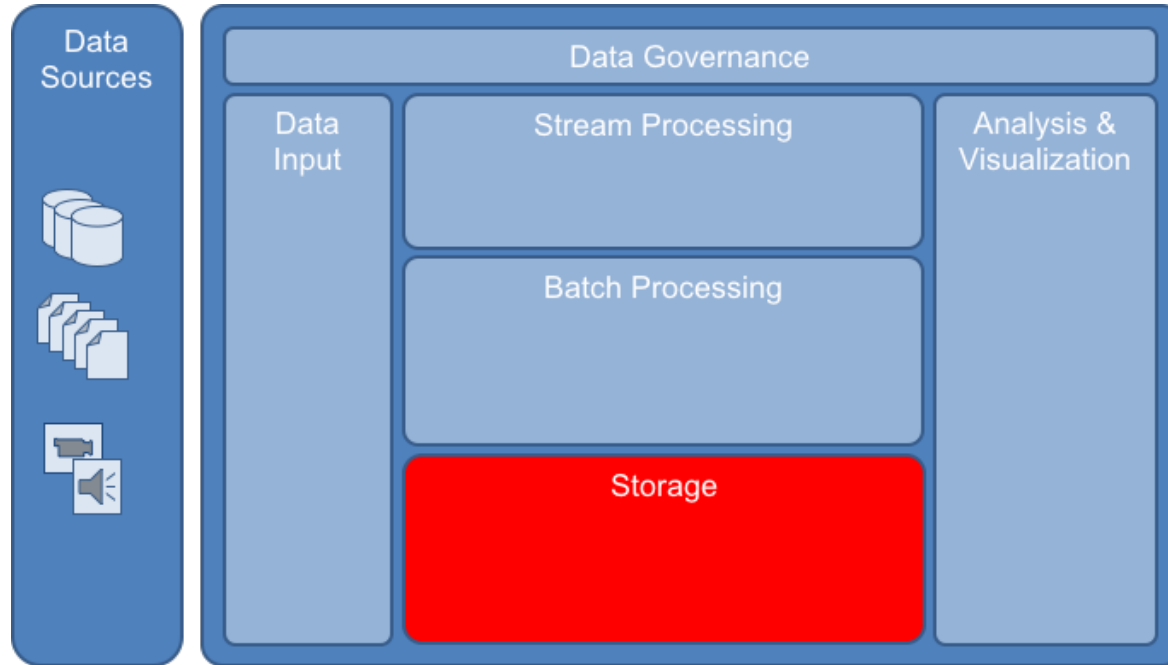 Data
Sources
Data Governance
Data
Input
Stream Processing
Analysis &
Visualization
Batch Processing
Storage